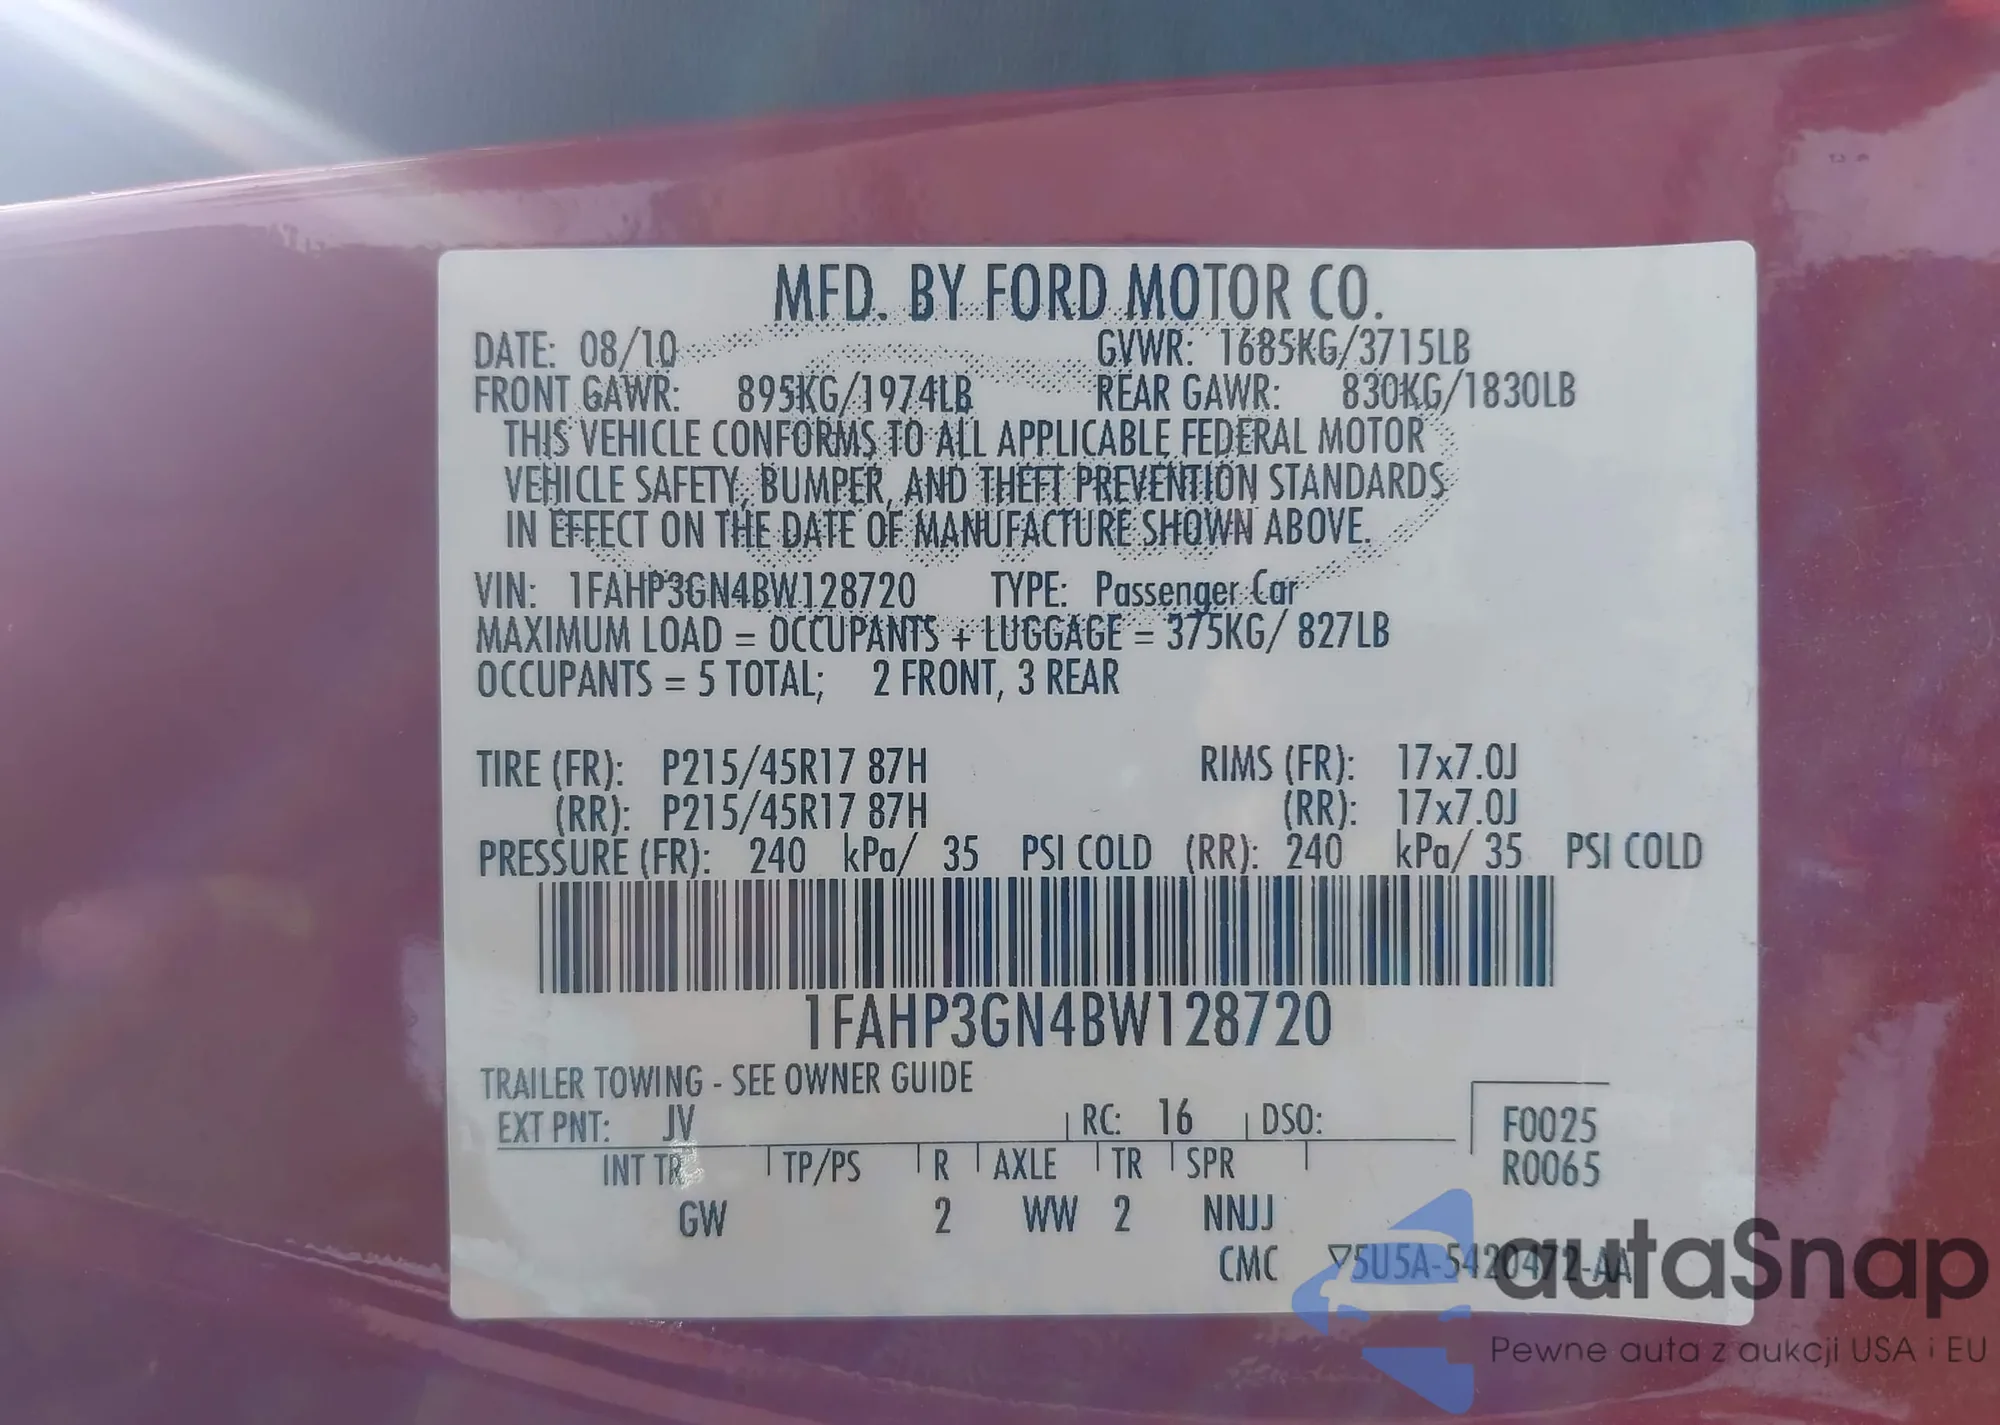 MFD. BY FORD MOTOR CO.
DATE: 08/10 GVWR: 1685KG/3715LB
FRONT GAWR: 895KG/1974LB REAR GAWR: 830KG/1830LB
THIS VEHICLE CONFORMS TO ALL APPLICABLE FEDERAL MOTOR
VEHICLE SAFETY, BUMPER, AND THEFT PREVENTION STANDARDS
IN EFFECT ON THE DATE OF MANUFACTURE SHOWN ABOVE.
VIN: 1FAHP3GN4BW128720 TYPE: Passenger Car
MAXIMUM LOAD = OCCUPANTS + LUGGAGE = 375KG/ 827LB
OCCUPANTS = 5 TOTAL; 2 FRONT, 3 REAR
TIRE (FR): P215/45R17 87H RIMS (FR): 17x7.0J
(RR): P215/45R17 87H (RR): 17x7.0J
PRESSURE (FR): 240 kPa/ 35 PSI COLD (RR): 240 kPa/ 35 PSI COLD
1FAHP3GN4BW128720
TRAILER TOWING - SEE OWNER GUIDE
EXT PNT: JV RC: 16 DSO: F0025
INT TR TP/PS R AXLE TR SPR R0065
GW 2 WW 2 NNJJ
CMC ▽5U5A-5420472-AA
autaSnap
Pewne auta z aukcji USA i EU